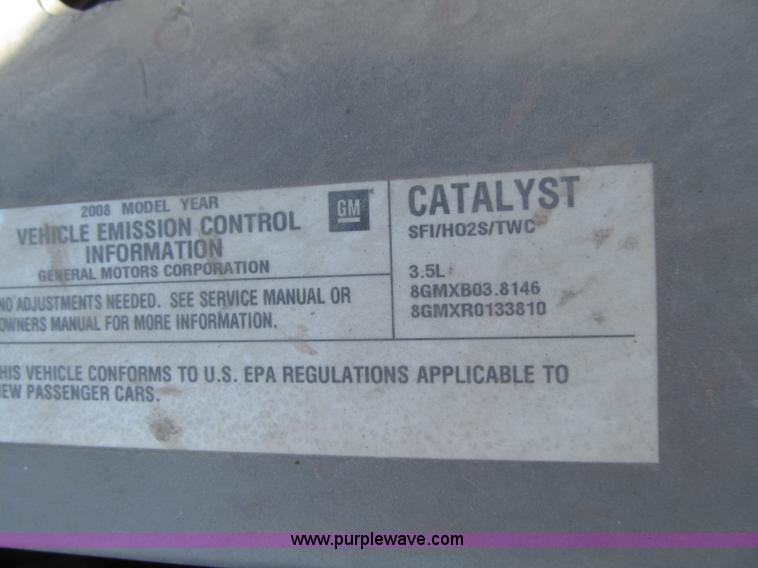 2008 MODEL YEAR
VEHICLE EMISSION CONTROL
INFORMATION
GENERAL MOTORS CORPORATION
GM
NO ADJUSTMENTS NEEDED. SEE SERVICE MANUAL OR
OWNERS MANUAL FOR MORE INFORMATION.
CATALYST
SFI/HO2S/TWC
3.5L
8GMXB03.8146
8GMXR0133810
THIS VEHICLE CONFORMS TO U.S. EPA REGULATIONS APPLICABLE TO
NEW PASSENGER CARS.
www.purplewave.com